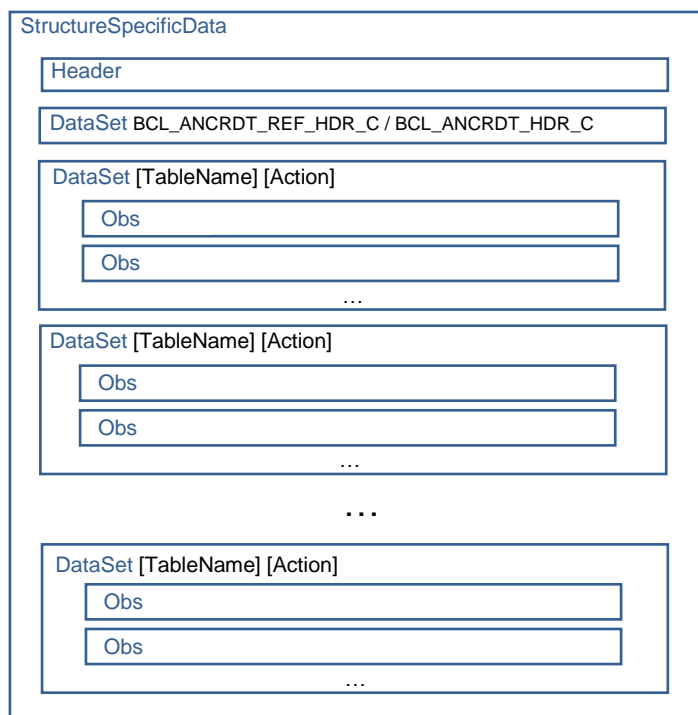 StructureSpecificData
Header
DataSet BCL_ANCRDT_REF_HDR_C / BCL_ANCRDT_HDR_C
DataSet [TableName] [Action]
Obs
Obs
…
DataSet [TableName] [Action]
Obs
Obs
…
...
DataSet [TableName] [Action]
Obs
Obs
…